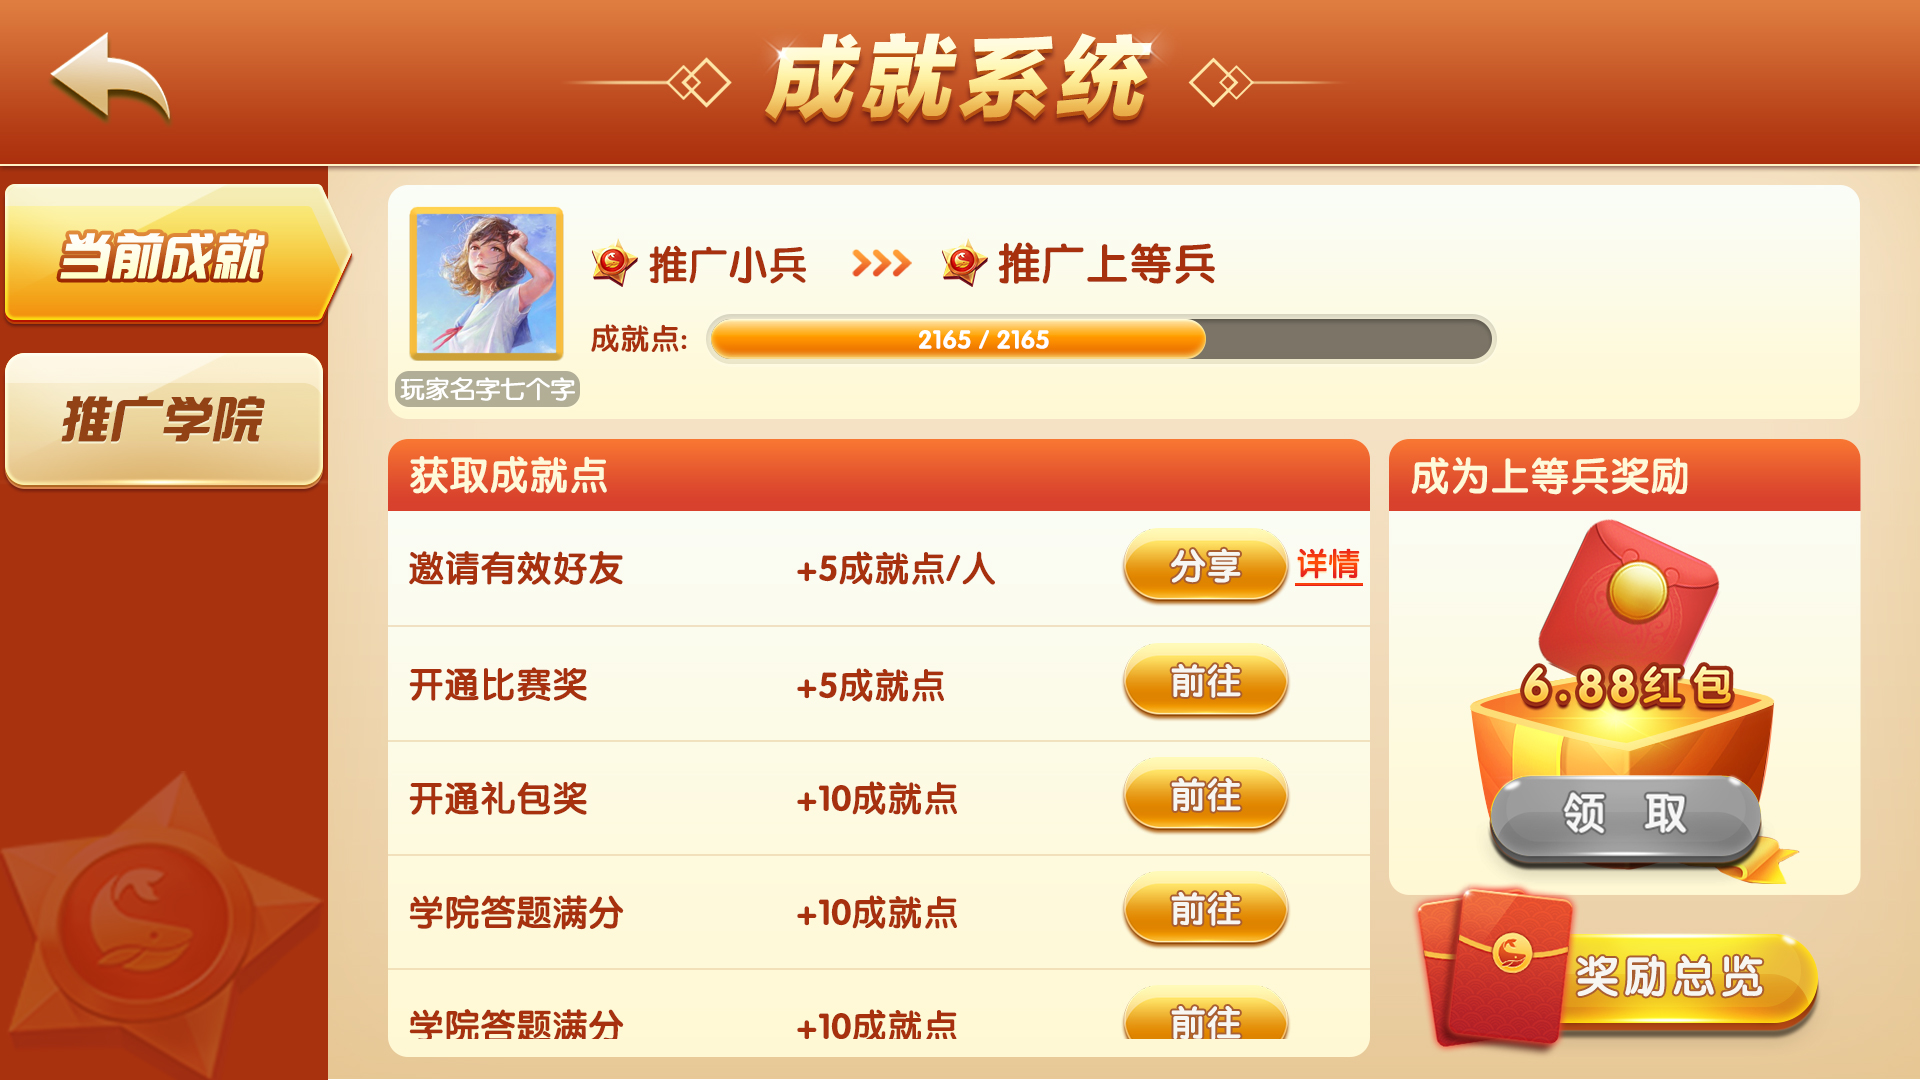 成就系统
当前成就
推广学院
推广小兵
推广上等兵
成就点:
2165 / 2165
玩家名字七个字
获取成就点
邀请有效好友 +5成就点/人 分享 详情
开通比赛奖 +5成就点 前往
开通礼包奖 +10成就点 前往
学院答题满分 +10成就点 前往
学院答题满分 +10成就点 前往
成为上等兵奖励
6.88红包
领 取
奖励总览